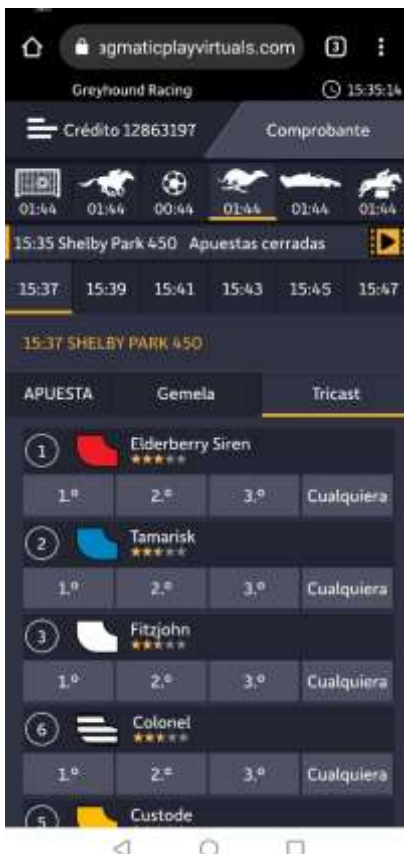 agmaticplayvirtuals.com 3
Greyhound Racing 15:35:14
Crédito 12863197 Comprobante
01:44 01:44 00:44 01:44 01:44 01:44
15:35 Shelby Park 450 Apuestas cerradas
15:37 15:39 15:41 15:43 15:45 15:47
15:37 SHELBY PARK 450
APUESTA Gemela Tricast
1 Elderberry Siren
1.º 2.º 3.º Cualquiera
2 Tamarisk
1.º 2.º 3.º Cualquiera
3 Fitzjohn
1.º 2.º 3.º Cualquiera
6 Colonel
1.º 2.º 3.º Cualquiera
5 Custode